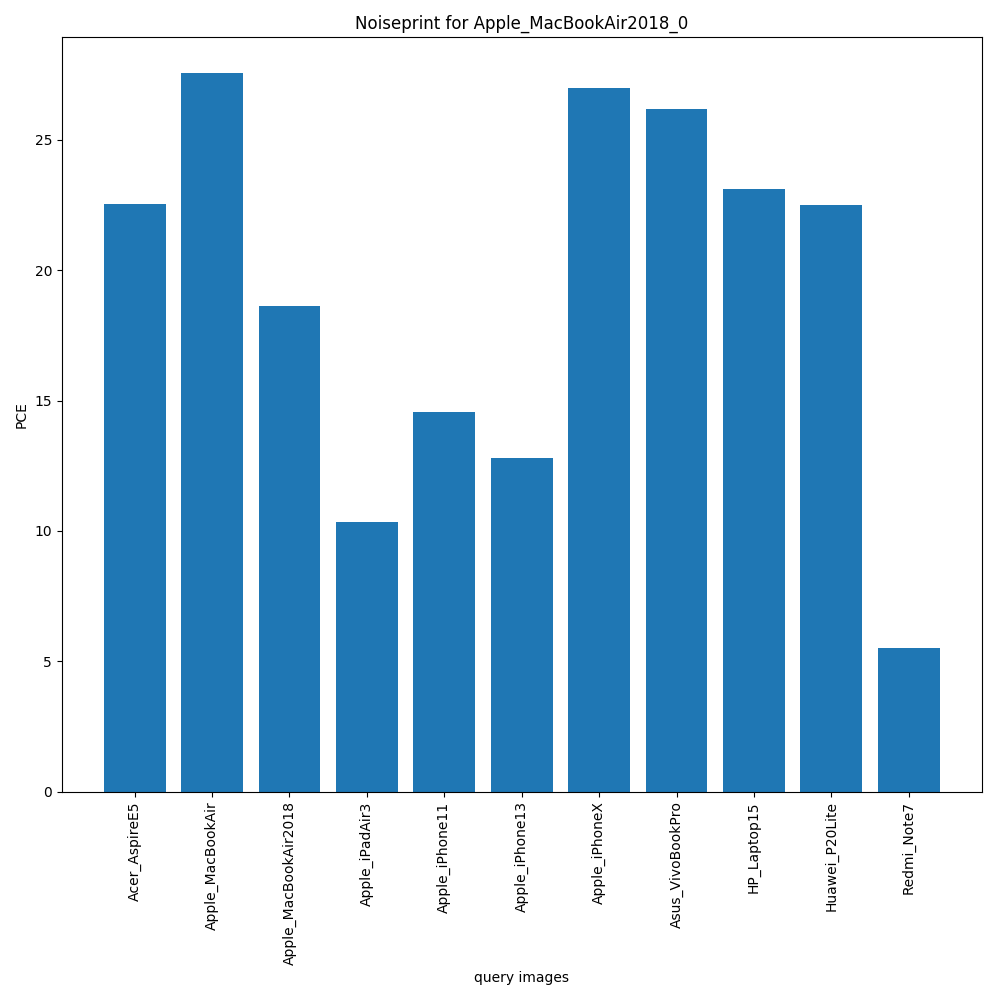 Noiseprint for Apple_MacBookAir2018_0
PCE
25
20
15
10
5
0
Acer_AspireE5
Apple_MacBookAir
Apple_MacBookAir2018
Apple_iPadAir3
Apple_iPhone11
Apple_iPhone13
Apple_iPhoneX
Asus_VivoBookPro
HP_Laptop15
Huawei_P20Lite
Redmi_Note7
query images